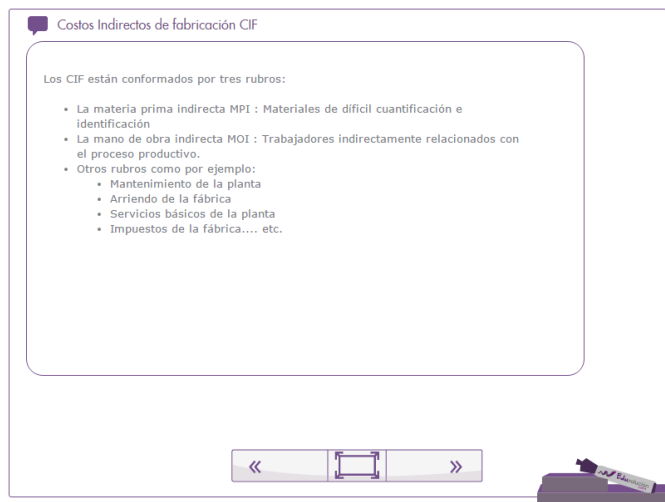 Costos Indirectos de fabricación CIF
Los CIF están conformados por tres rubros:
• La materia prima indirecta MPI : Materiales de díficil cuantificación e
identificación
• La mano de obra indirecta MOI : Trabajadores indirectamente relacionados con
el proceso productivo.
• Otros rubros como por ejemplo:
• Mantenimiento de la planta
• Arriendo de la fábrica
• Servicios básicos de la planta
• Impuestos de la fábrica.... etc.